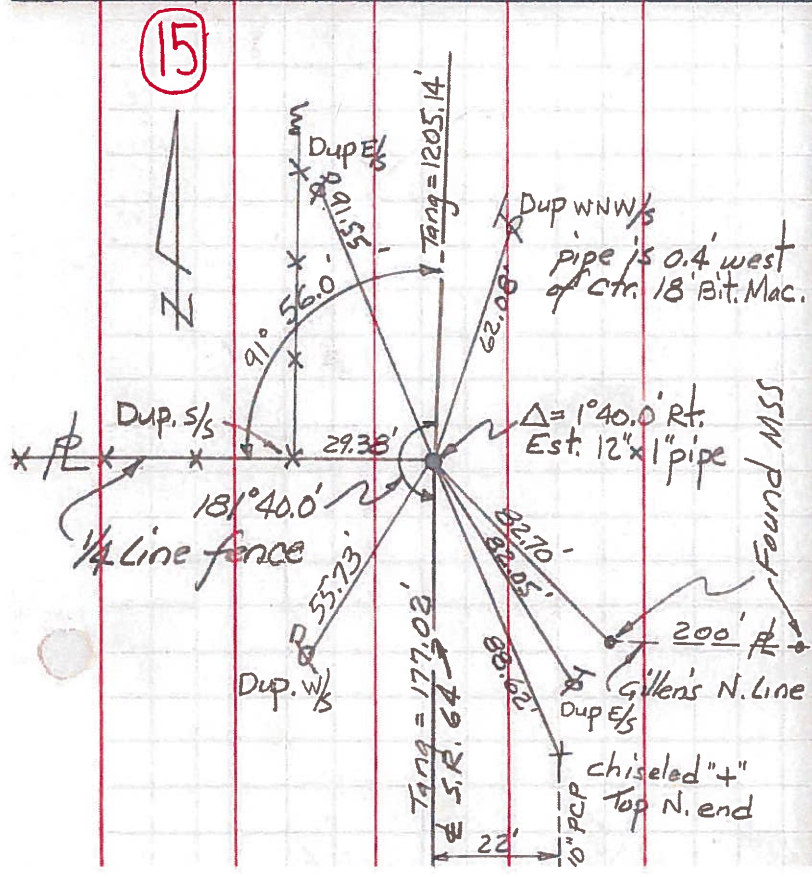 15
Dup E/s
91.55'
Tang = 1205.14'
Dup WNW/s
pipe is 0.4' west
of Ctr. 18' Bit. Mac.
62.08'
N
91° 56.0'
Dup. S/s
29.38'
Δ = 1°40.0' Rt.
Est. 12" x 1" pipe
Found MSS
PL
181°40.0'
1/4 Line fence
82.70'
82.05'
55.73'
88.62'
200' PL
Gillen's N. Line
Dup. W/s
Dup E/s
Tang = 177.02'
℄ S.R. 64
chiseled "+"
Top N. end
10" PCP
22'